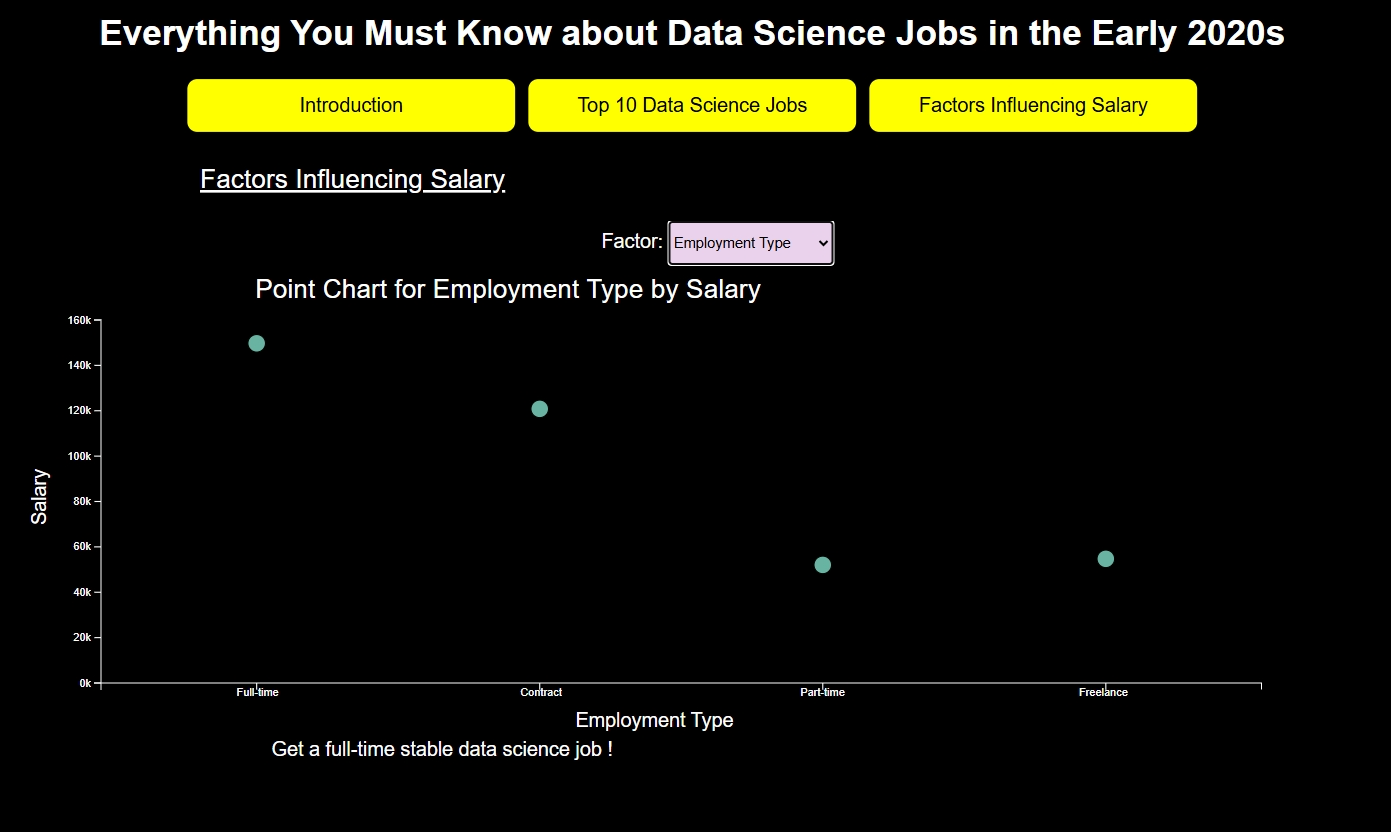 Everything You Must Know about Data Science Jobs in the Early 2020s
Introduction
Top 10 Data Science Jobs
Factors Influencing Salary
Factors Influencing Salary
Factor: Employment Type
Point Chart for Employment Type by Salary
160k
140k
120k
100k
80k
60k
40k
20k
0k
Salary
Full-time
Contract
Part-time
Freelance
Employment Type
Get a full-time stable data science job !